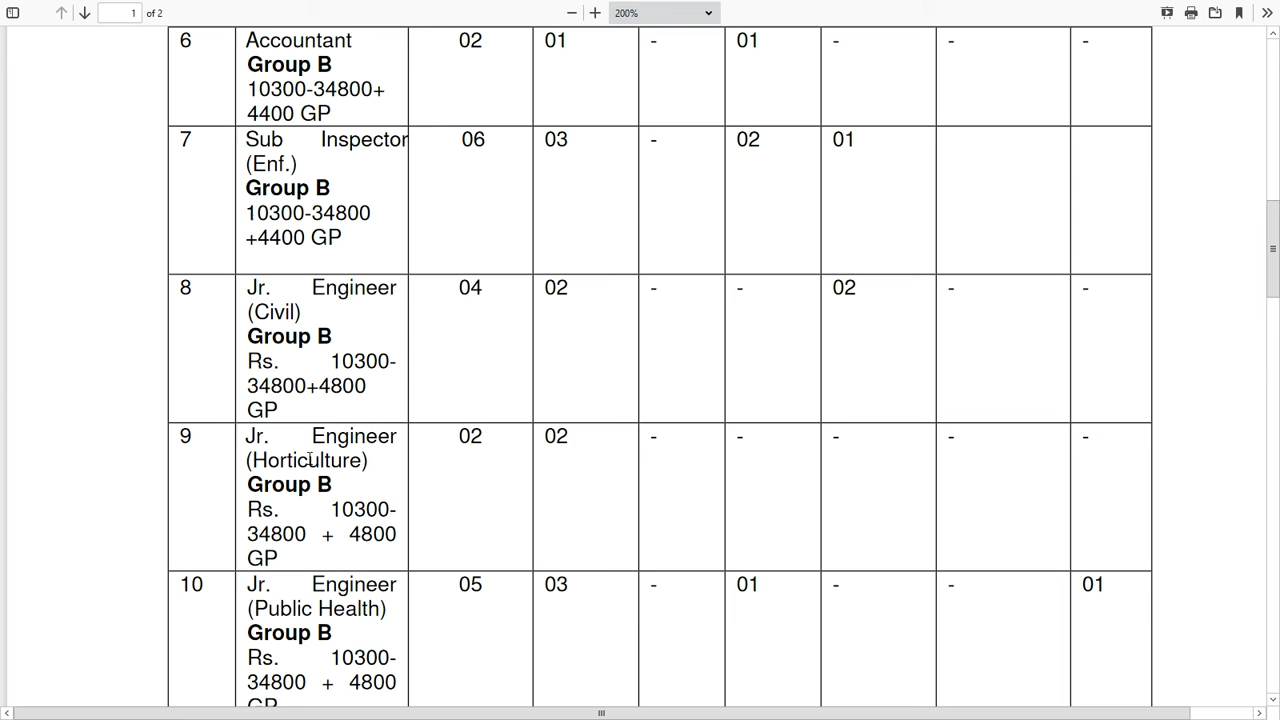 1 of 2 200%
6 Accountant 02 01 - 01 - - -
Group B
10300-34800+
4400 GP
7 Sub Inspector 06 03 - 02 01
(Enf.)
Group B
10300-34800
+4400 GP
8 Jr. Engineer 04 02 - - 02 - -
(Civil)
Group B
Rs. 10300-
34800+4800
GP
9 Jr. Engineer 02 02 - - - - -
(Horticulture)
Group B
Rs. 10300-
34800 + 4800
GP
10 Jr. Engineer 05 03 - 01 - - 01
(Public Health)
Group B
Rs. 10300-
34800 + 4800
GP